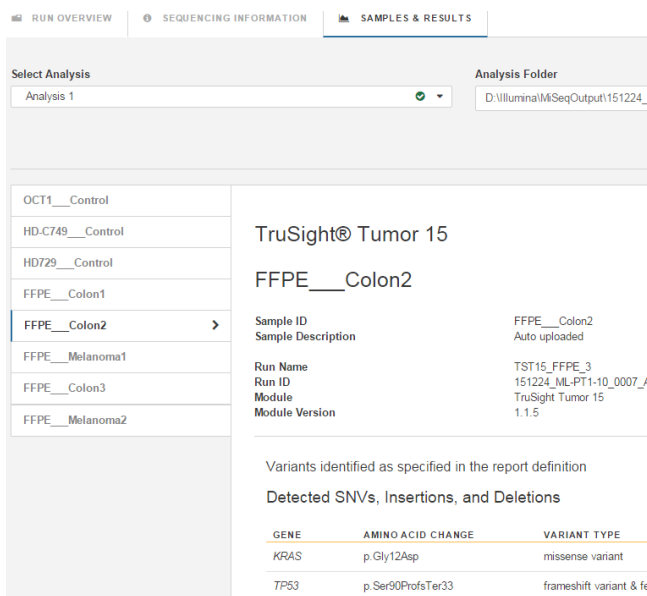 RUN OVERVIEW SEQUENCING INFORMATION SAMPLES & RESULTS
Select Analysis Analysis Folder
Analysis 1 D:\Illumina\MiSeqOutput\151224_
OCT1___Control
HD-C749___Control
HD729___Control
FFPE___Colon1
FFPE___Colon2
FFPE___Melanoma1
FFPE___Colon3
FFPE___Melanoma2
TruSight® Tumor 15
FFPE___Colon2
Sample ID FFPE___Colon2
Sample Description Auto uploaded
Run Name TST15_FFPE_3
Run ID 151224_ML-PT1-10_0007_A
Module TruSight Tumor 15
Module Version 1.1.5
Variants identified as specified in the report definition
Detected SNVs, Insertions, and Deletions
GENE AMINO ACID CHANGE VARIANT TYPE
KRAS p.Gly12Asp missense variant
TP53 p.Ser90ProfsTer33 frameshift variant & fe